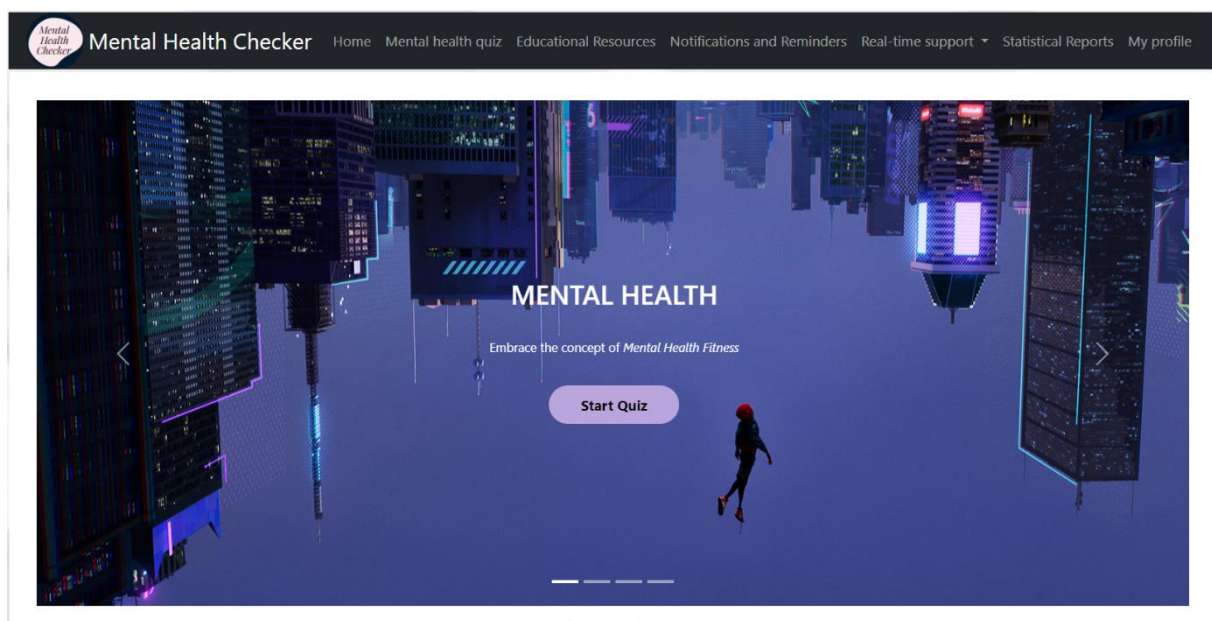 Mental
Health
Checker
Mental Health Checker Home Mental health quiz Educational Resources Notifications and Reminders Real-time support Statistical Reports My profile
MENTAL HEALTH
Embrace the concept of Mental Health Fitness
Start Quiz